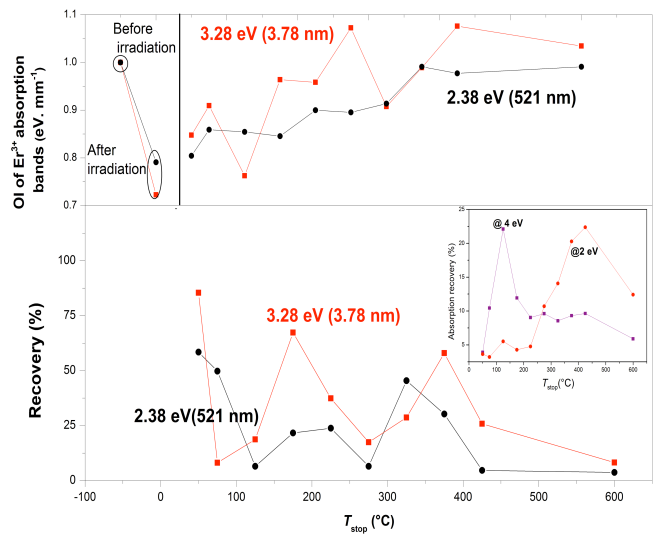 1.1
1.0
0.9
0.8
0.7
OI of Er³⁺ absorption
bands (eV. mm⁻¹)
Before
irradiation
After
irradiation
3.28 eV (3.78 nm)
2.38 eV (521 nm)
100
75
50
25
0
Recovery (%)
3.28 eV (3.78 nm)
2.38 eV(521 nm)
25
20
15
10
5
Absorption recovery (%)
@ 4 eV
@2 eV
0
100
200
300
400
500
600
700
Tstop(°C)
-100
0
100
200
300
400
500
600
Tstop (°C)